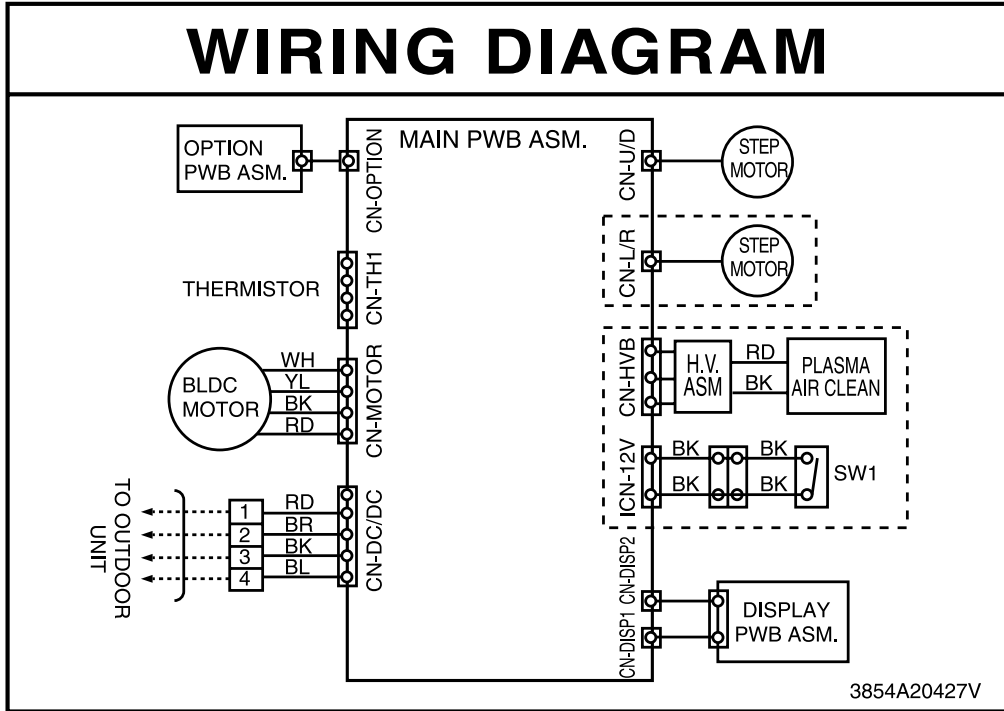 WIRING DIAGRAM
OPTION
PWB ASM.
CN-OPTION
MAIN PWB ASM.
CN-U/D
STEP
MOTOR
CN-L/R
STEP
MOTOR
THERMISTOR
CN-TH1
BLDC
MOTOR
WH
YL
BK
RD
CN-MOTOR
CN-HVB
H.V.
ASM
RD
BK
PLASMA
AIR CLEAN
ICN-12V
BK
BK
BK
BK
SW1
TO OUTDOOR
UNIT
1
2
3
4
RD
BR
BK
BL
CN-DC/DC
CN-DISP1
CN-DISP2
DISPLAY
PWB ASM.
3854A20427V